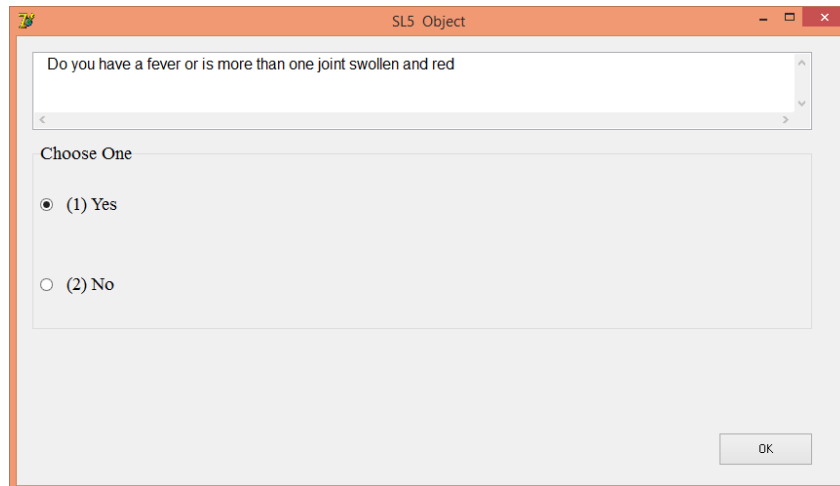 SL5 Object
Do you have a fever or is more than one joint swollen and red
Choose One
(1) Yes
(2) No
OK